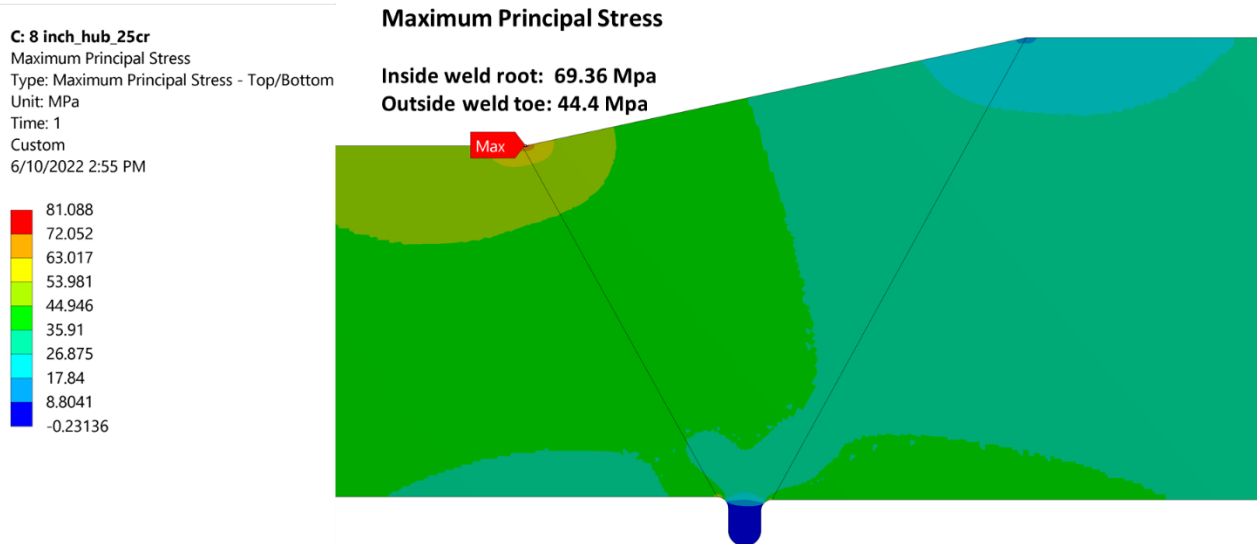 C: 8 inch_hub_25cr
Maximum Principal Stress
Type: Maximum Principal Stress - Top/Bottom
Unit: MPa
Time: 1
Custom
6/10/2022 2:55 PM
81.088
72.052
63.017
53.981
44.946
35.91
26.875
17.84
8.8041
-0.23136
Maximum Principal Stress
Inside weld root: 69.36 Mpa
Outside weld toe: 44.4 Mpa
Max